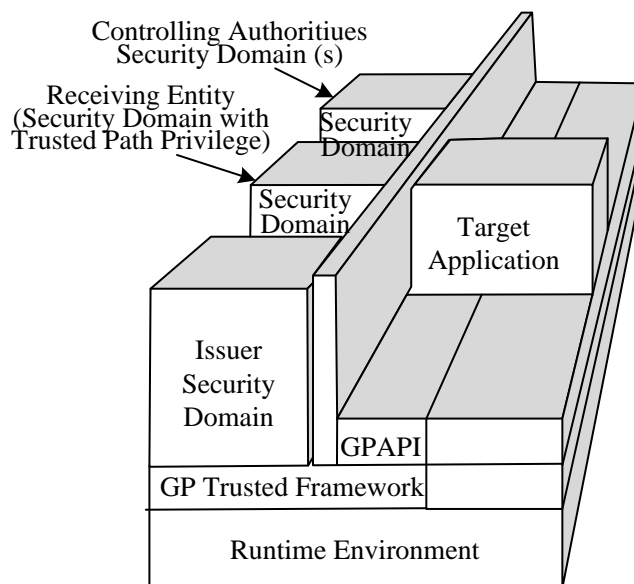 Controlling Authoritiues
Security Domain (s)
Receiving Entity
(Security Domain with
Trusted Path Privilege)
Security
Domain
Security
Domain
Target
Application
Issuer
Security
Domain
GPAPI
GP Trusted Framework
Runtime Environment